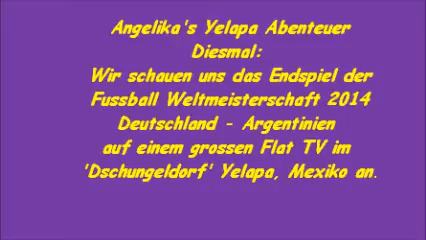 Angelika's Yelapa Abenteuer
Diesmal:
Wir schauen uns das Endspiel der
Fussball Weltmeisterschaft 2014
Deutschland - Argentinien
auf einem grossen Flat TV im
'Dschungeldorf' Yelapa, Mexiko an.